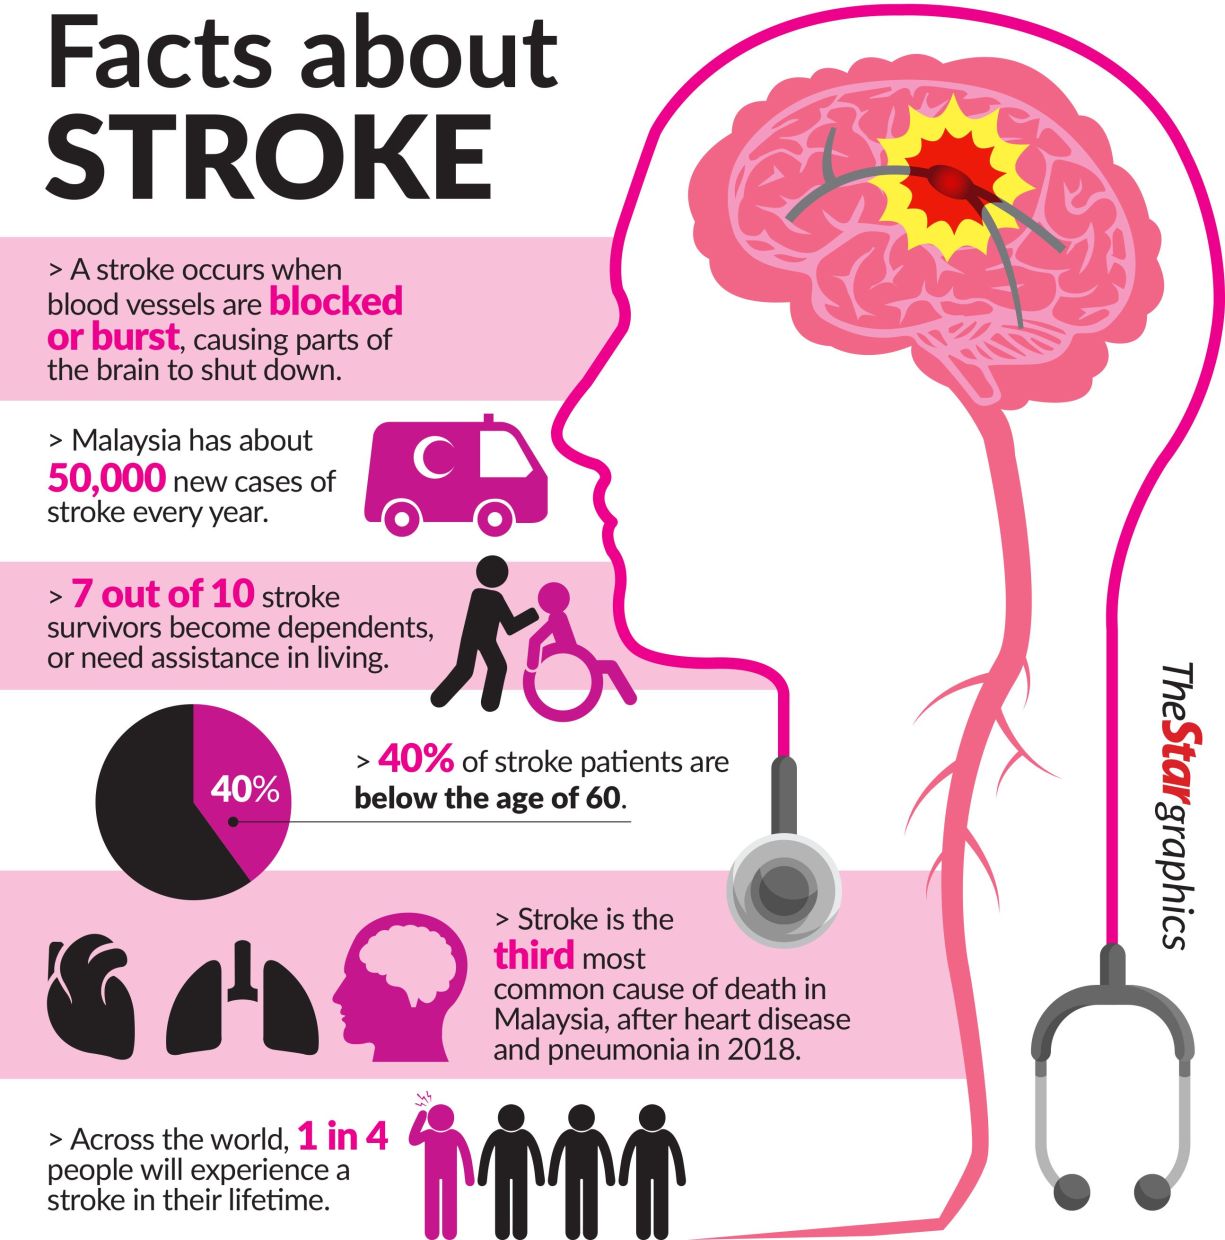 Facts about
STROKE
> A stroke occurs when
blood vessels are blocked
or burst, causing parts of
the brain to shut down.
> Malaysia has about
50,000 new cases of
stroke every year.
> 7 out of 10 stroke
survivors become dependents,
or need assistance in living.
40%
> 40% of stroke patients are
below the age of 60.
> Stroke is the
third most
common cause of death in
Malaysia, after heart disease
and pneumonia in 2018.
> Across the world, 1 in 4
people will experience a
stroke in their lifetime.
TheStargraphics